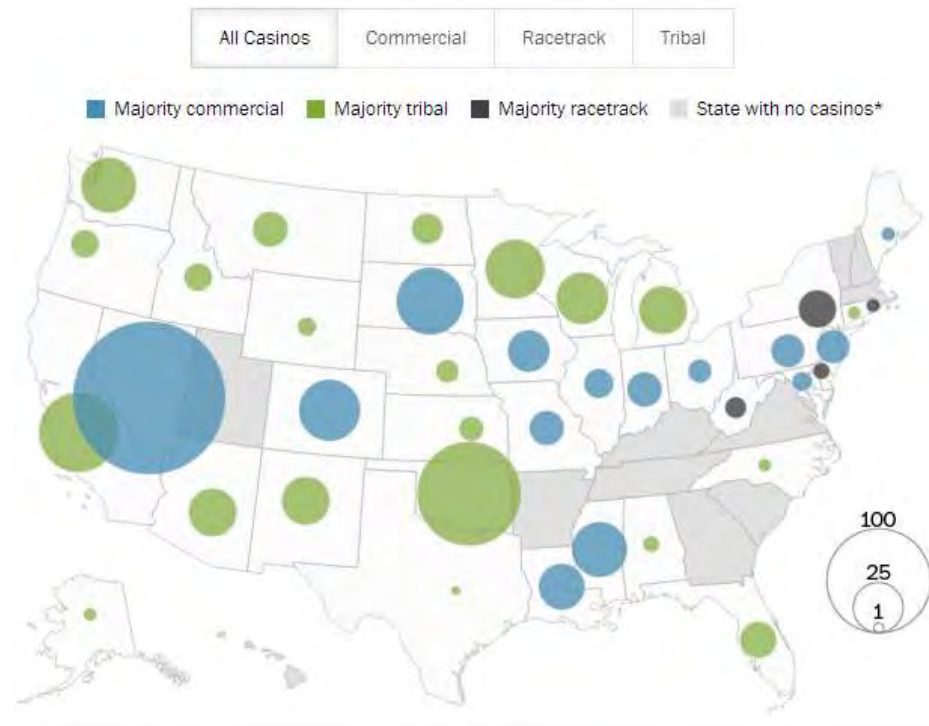 All Casinos Commercial Racetrack Tribal
Majority commercial Majority tribal Majority racetrack State with no casinos*
100
25
1